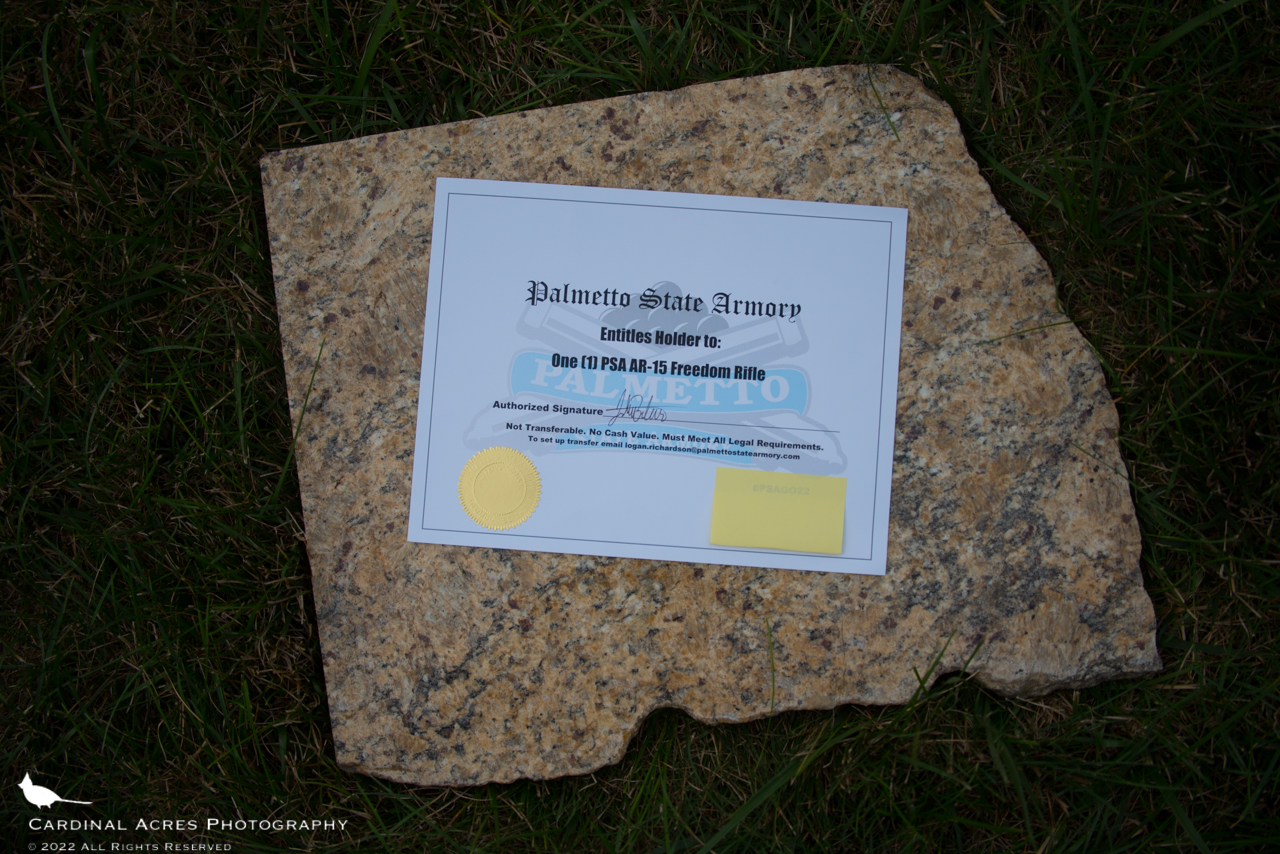 Palmetto State Armory
Entitles Holder to:
One (1) PSA AR-15 Freedom Rifle
PALMETTO
Authorized Signature
Not Transferable. No Cash Value. Must Meet All Legal Requirements.
To set up transfer email logan.richardson@palmettostatearmory.com
CARDINAL ACRES PHOTOGRAPHY
© 2022 ALL RIGHTS RESERVED